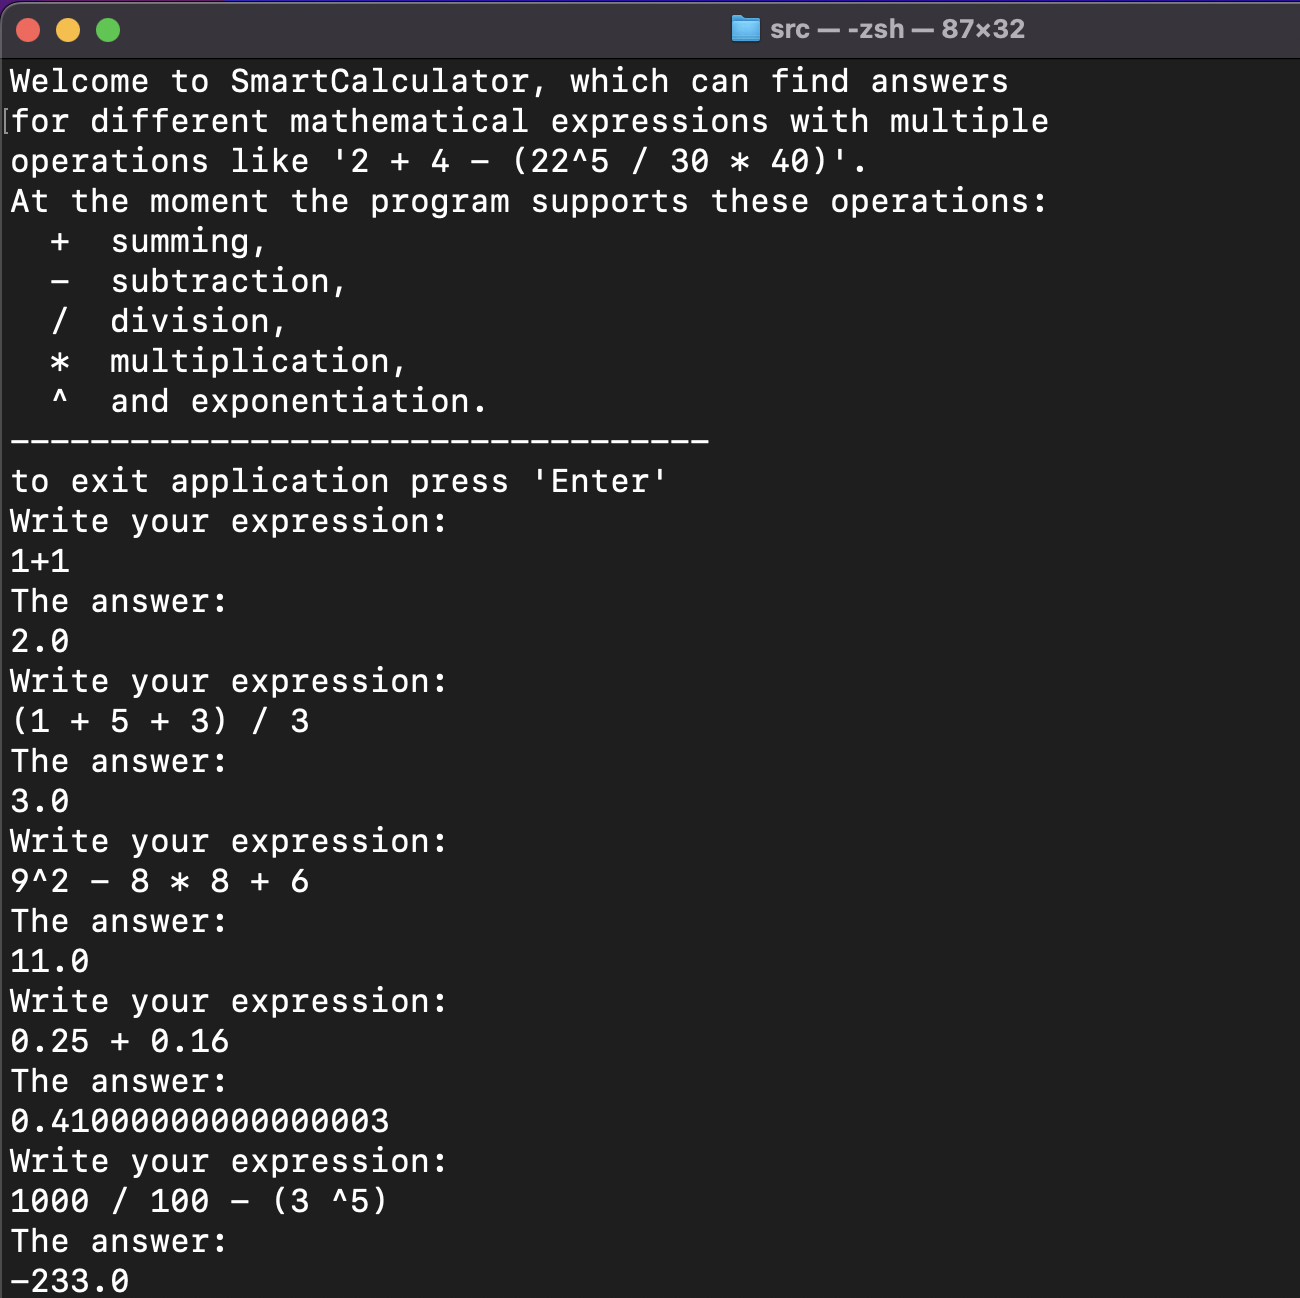 src — -zsh — 87×32
Welcome to SmartCalculator, which can find answers
for different mathematical expressions with multiple
operations like '2 + 4 - (22^5 / 30 * 40)'.
At the moment the program supports these operations:
  +  summing,
  -  subtraction,
  /  division,
  *  multiplication,
  ^  and exponentiation.
-----------------------------------
to exit application press 'Enter'
Write your expression:
1+1
The answer:
2.0
Write your expression:
(1 + 5 + 3) / 3
The answer:
3.0
Write your expression:
9^2 - 8 * 8 + 6
The answer:
11.0
Write your expression:
0.25 + 0.16
The answer:
0.41000000000000003
Write your expression:
1000 / 100 - (3 ^5)
The answer:
-233.0